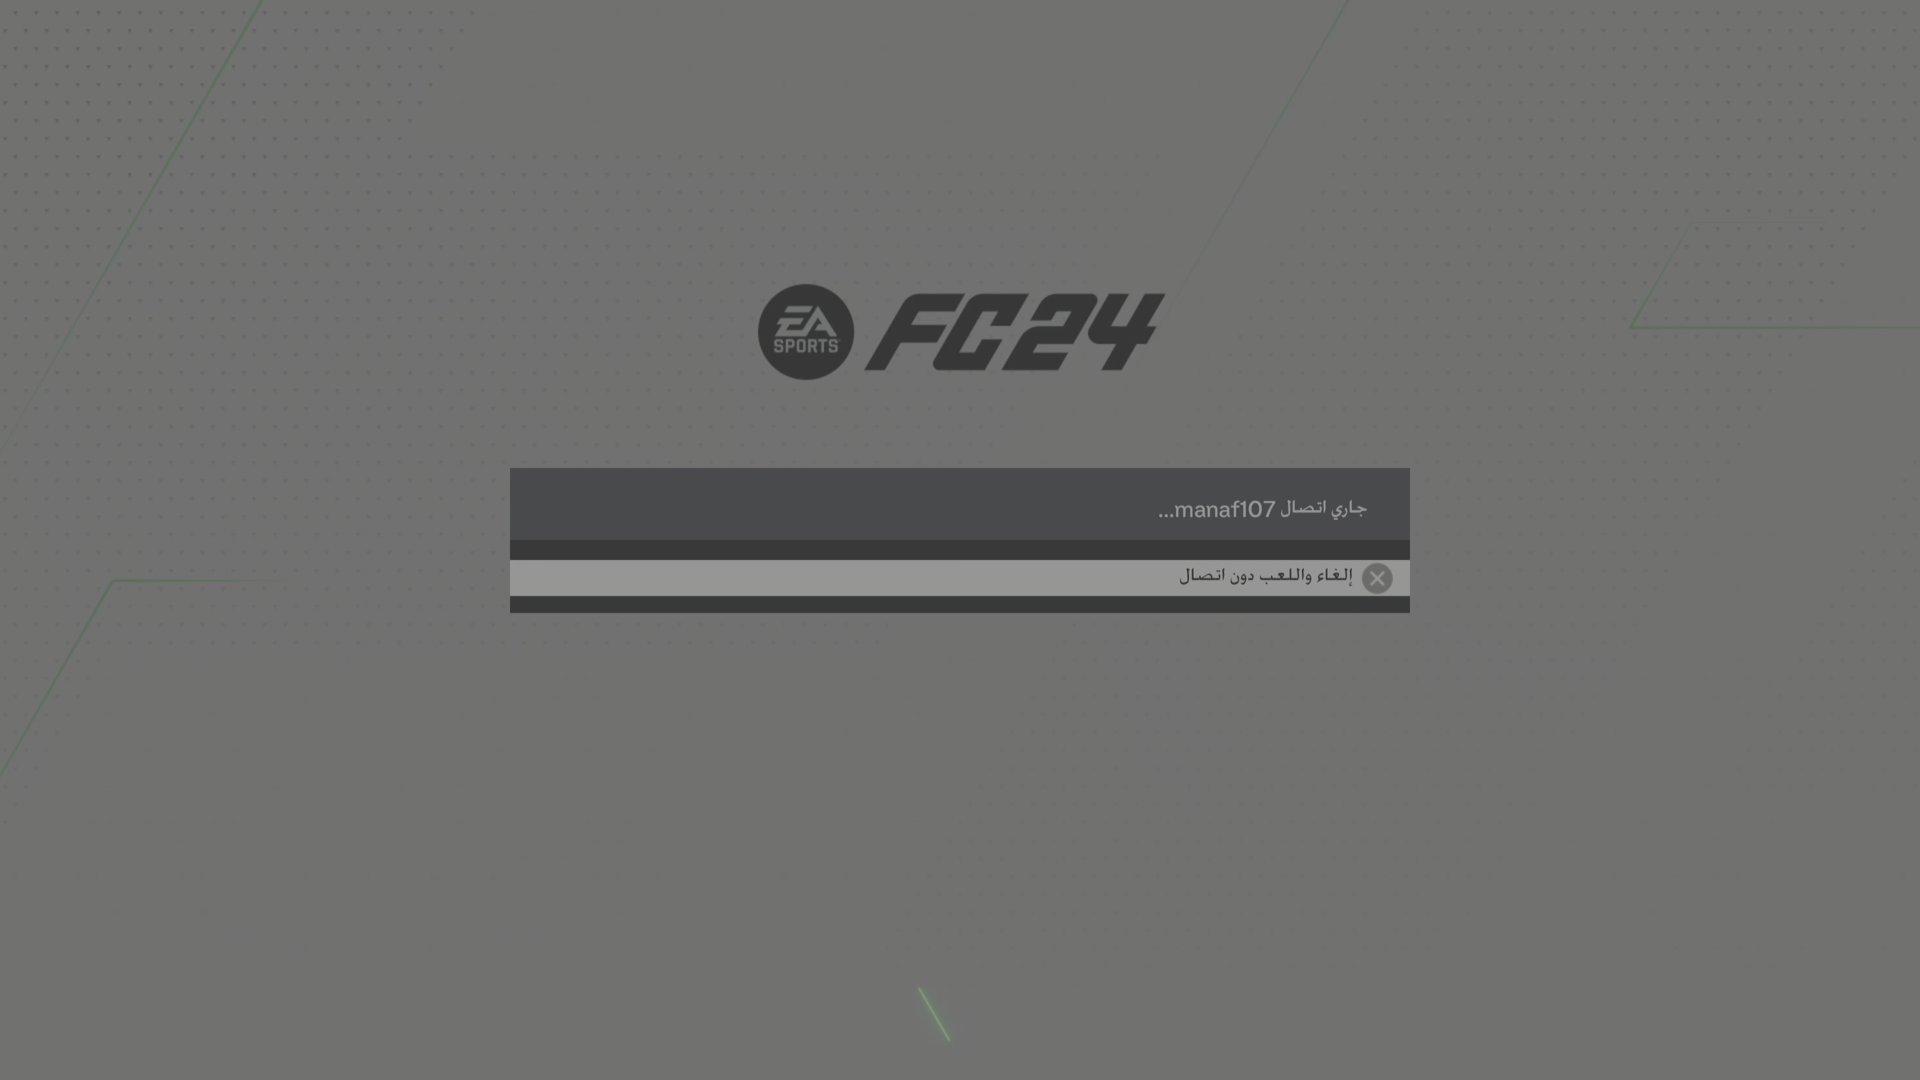 EA
SPORTS
FC24
جاري اتصال manaf107...
إلغاء واللعب دون اتصال